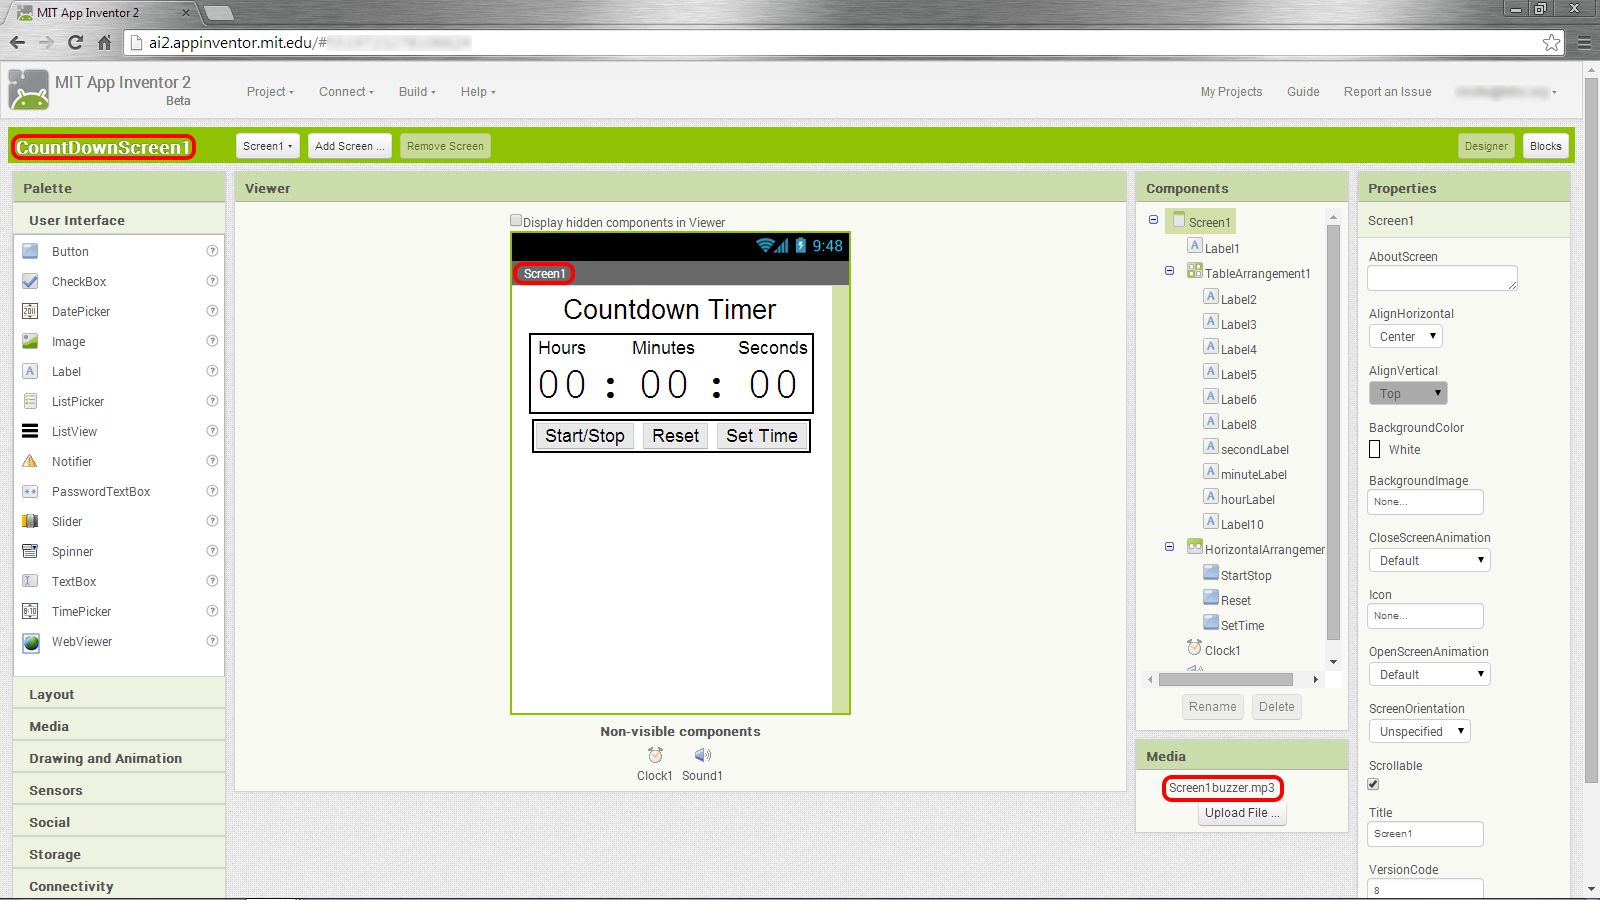 MIT App Inventor 2
ai2.appinventor.mit.edu/#
MIT App Inventor 2
Beta
Project
Connect
Build
Help
My Projects
Guide
Report an Issue
CountDownScreen1
Screen1
Add Screen ...
Remove Screen
Designer
Blocks
Palette
User Interface
Button
CheckBox
DatePicker
Image
Label
ListPicker
ListView
Notifier
PasswordTextBox
Slider
Spinner
TextBox
TimePicker
WebViewer
Layout
Media
Drawing and Animation
Sensors
Social
Storage
Connectivity
Viewer
Display hidden components in Viewer
9:48
Screen1
Countdown Timer
Hours Minutes Seconds
00 : 00 : 00
Start/Stop Reset Set Time
Non-visible components
Clock1 Sound1
Components
Screen1
Label1
TableArrangement1
Label2
Label3
Label4
Label5
Label6
Label8
secondLabel
minuteLabel
hourLabel
Label10
HorizontalArrangemer
StartStop
Reset
SetTime
Clock1
Rename Delete
Media
Screen1buzzer.mp3
Upload File ...
Properties
Screen1
AboutScreen
AlignHorizontal
Center
AlignVertical
Top
BackgroundColor
White
BackgroundImage
None...
CloseScreenAnimation
Default
Icon
None...
OpenScreenAnimation
Default
ScreenOrientation
Unspecified
Scrollable
Title
Screen1
VersionCode
8